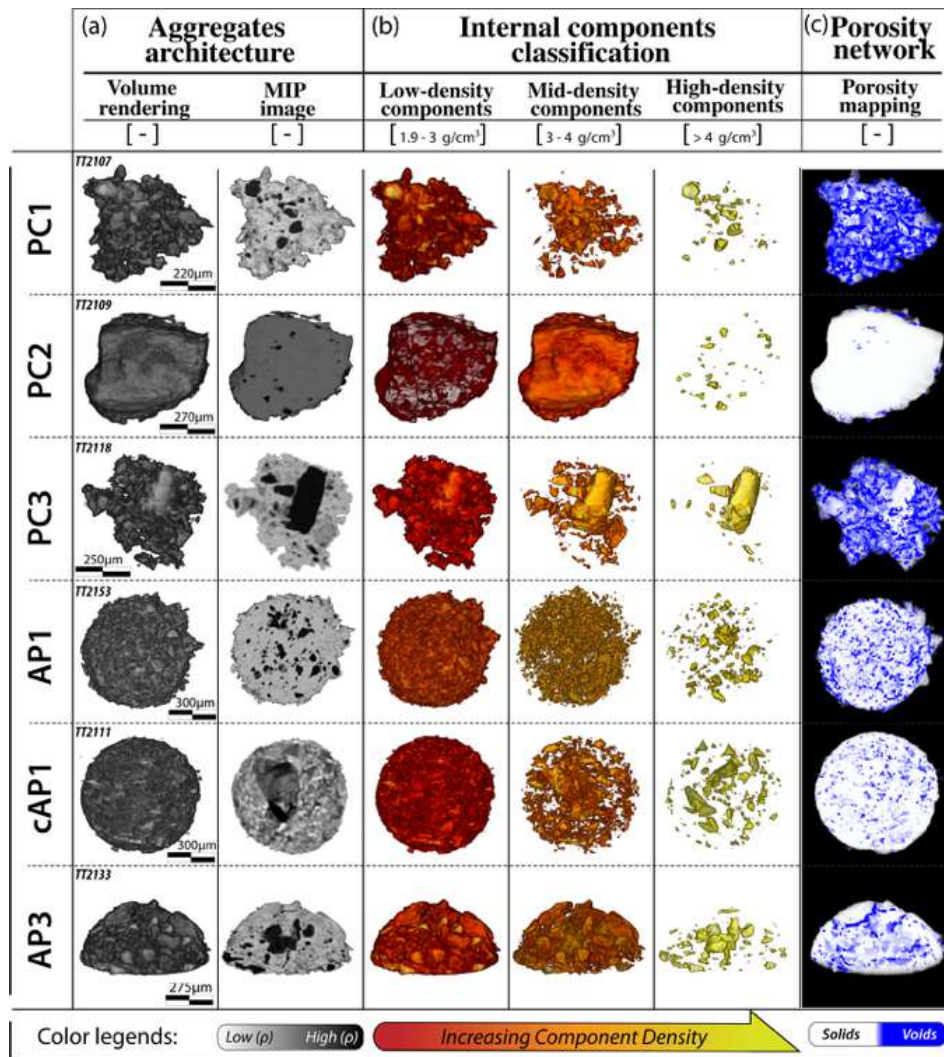 (a) Aggregates architecture
(b) Internal components classification
(c) Porosity network
Volume rendering
MIP image
Low-density components
Mid-density components
High-density components
Porosity mapping
[ - ]
[ - ]
[ 1.9 - 3 g/cm³ ]
[ 3 - 4 g/cm³ ]
[ > 4 g/cm³ ]
[ - ]
PC1
TT2107
220µm
PC2
TT2109
270µm
PC3
TT2118
250µm
AP1
TT2153
300µm
cAP1
TT2111
300µm
AP3
TT2133
275µm
Color legends:
Low (ρ)
High (ρ)
Increasing Component Density
Solids
Voids